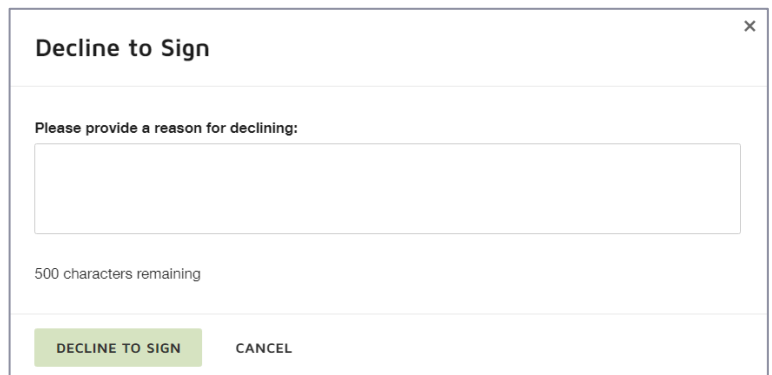 ×
Decline to Sign
Please provide a reason for declining:
500 characters remaining
DECLINE TO SIGN CANCEL